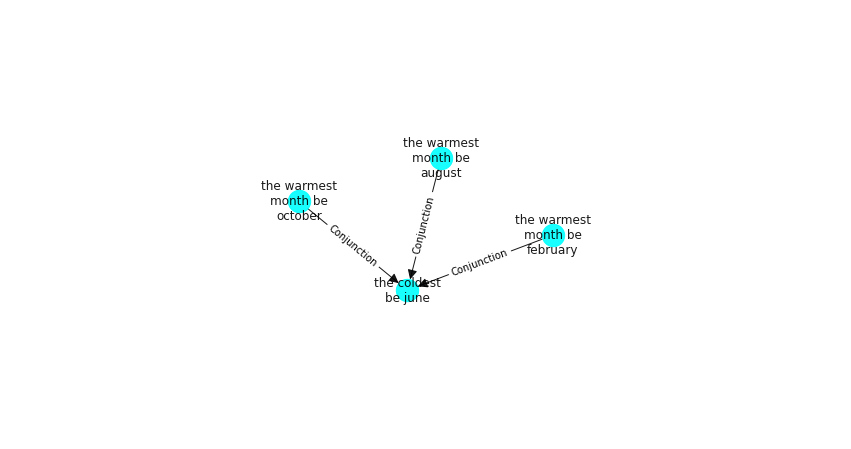 the warmest
month be
august
the warmest
month be
october
the warmest
month be
february
Conjunction
Conjunction
Conjunction
the coldest
be june